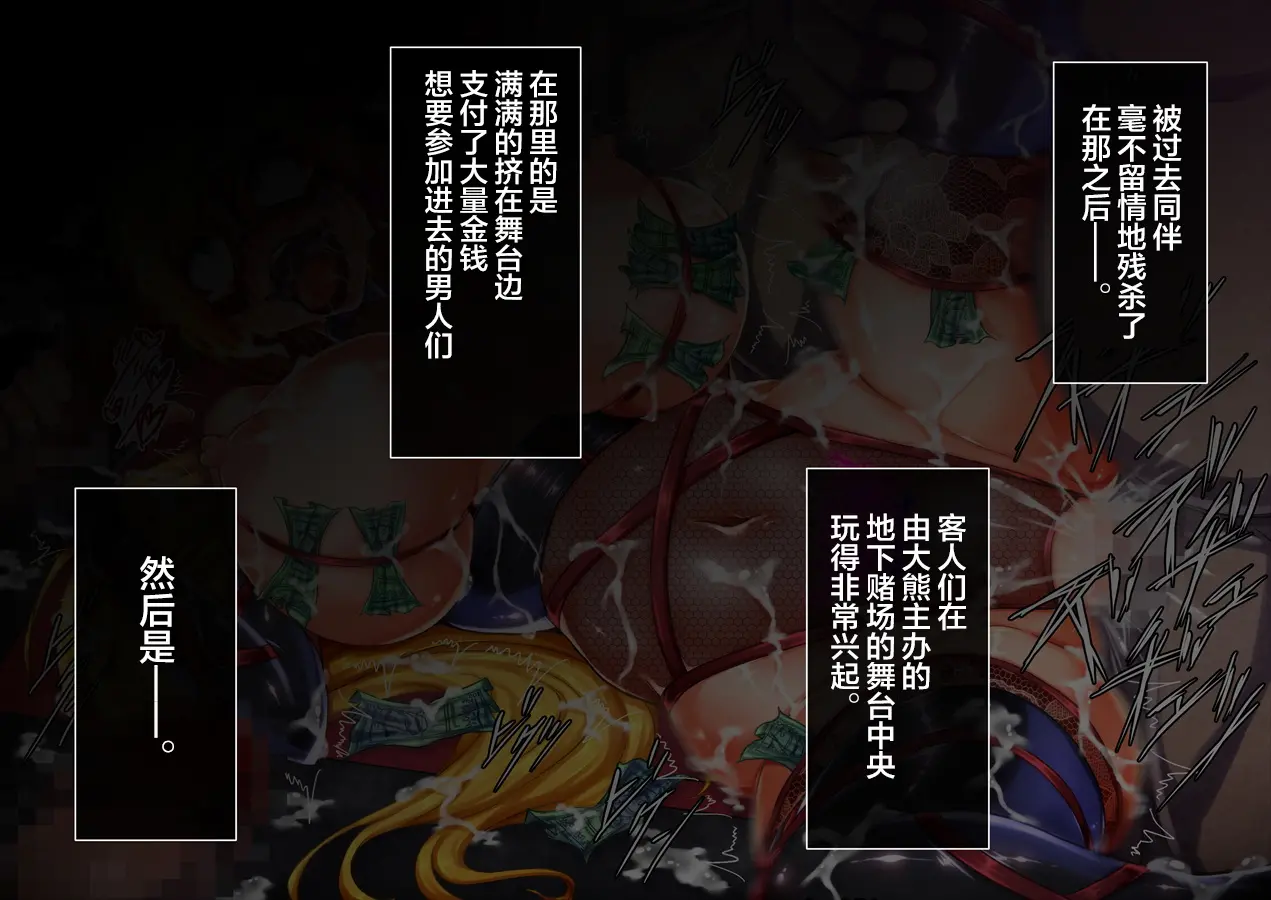 被过去同伴
毫不留情地残杀了
在那之后——。
客人们在
由大熊主办的
地下赌场的舞台中央
玩得非常兴起。
在那里的是
满满的挤在舞台边
支付了大量金钱
想要参加进去的男人们
然后是——。